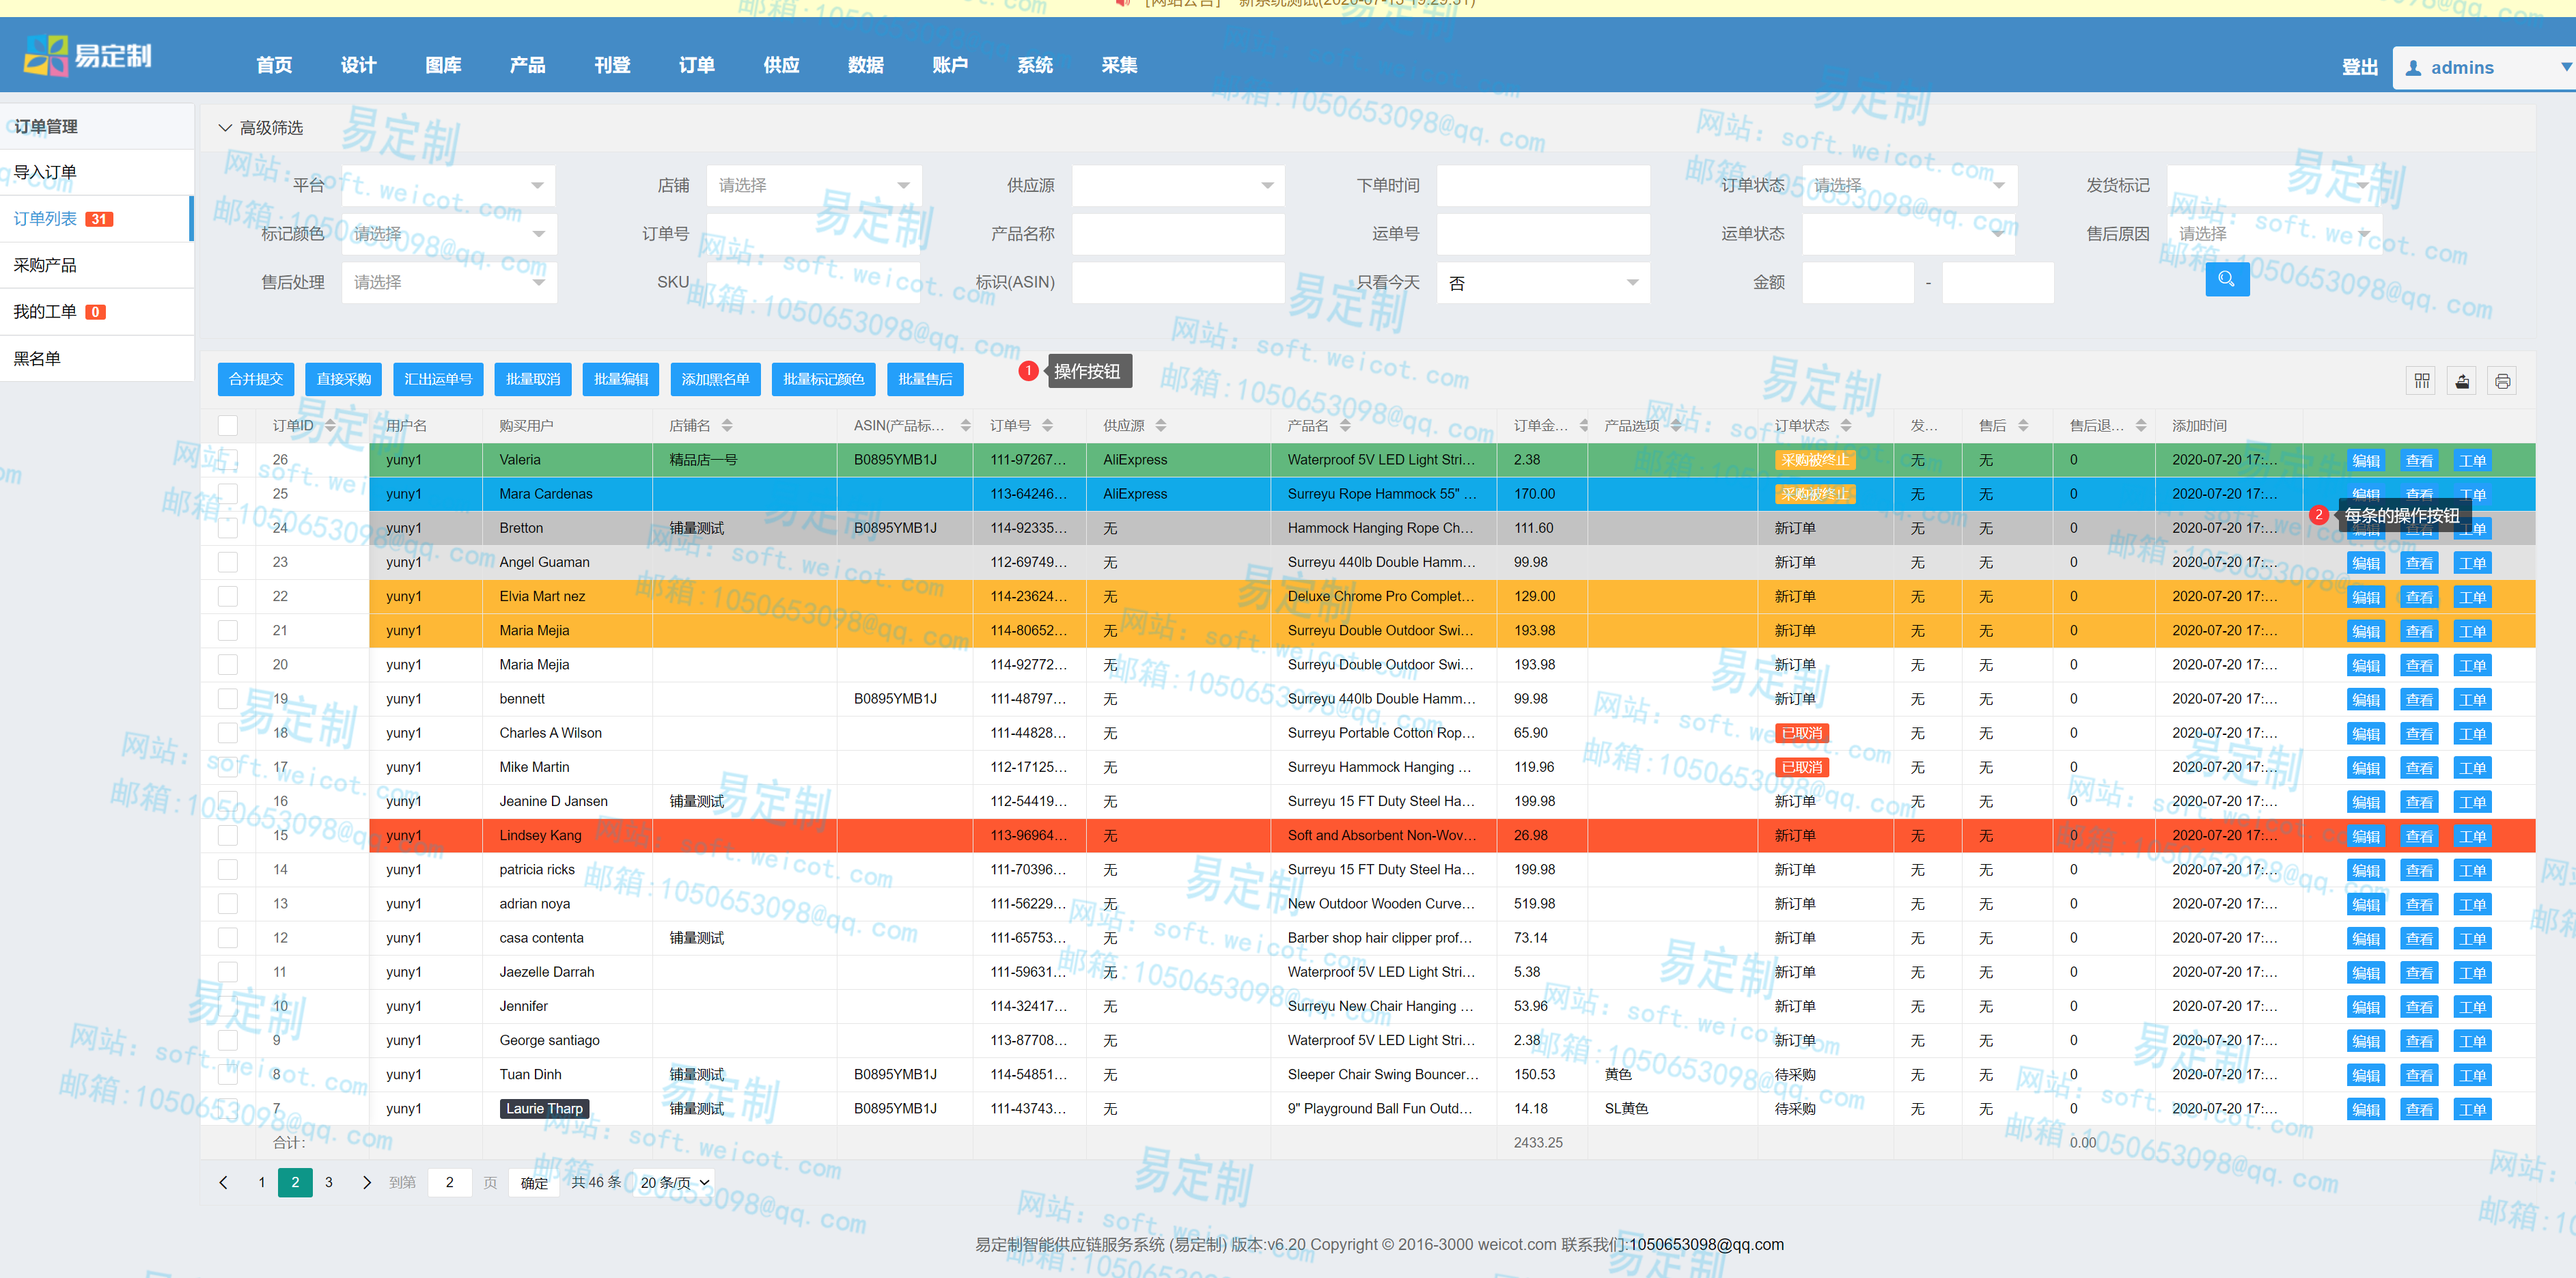 [网站公告] 新系统测试(2020-07-15 19:29:31)
易定制 首页 设计 图库 产品 刊登 订单 供应 数据 账户 系统 采集 登出 admins
订单管理
导入订单
订单列表 31
采购产品
我的工单 0
黑名单
高级筛选
平台 店铺 请选择 供应源 下单时间 订单状态 请选择 发货标记
标记颜色 请选择 订单号 产品名称 运单号 运单状态 售后原因 请选择
售后处理 请选择 SKU 标识(ASIN) 只看今天 否 金额 -
合并提交 直接采购 汇出运单号 批量取消 批量编辑 添加黑名单 批量标记颜色 批量售后 1 操作按钮
订单ID 用户名 购买用户 店铺名 ASIN(产品标... 订单号 供应源 产品名 订单金... 产品选项 订单状态 发... 售后 售后退... 添加时间
26 yuny1 Valeria 精品店一号 B0895YMB1J 111-97267... AliExpress Waterproof 5V LED Light Stri... 2.38 采购被终止 无 无 0 2020-07-20 17:... 编辑 查看 工单
25 yuny1 Mara Cardenas 113-64246... AliExpress Surreyu Rope Hammock 55" ... 170.00 采购被终止 无 无 0 2020-07-20 17:... 编辑 查看 工单
2 每条的操作按钮
24 yuny1 Bretton 铺量测试 B0895YMB1J 114-92335... 无 Hammock Hanging Rope Ch... 111.60 新订单 无 无 0 2020-07-20 17:... 编辑 查看 工单
23 yuny1 Angel Guaman 112-69749... 无 Surreyu 440lb Double Hamm... 99.98 新订单 无 无 0 2020-07-20 17:... 编辑 查看 工单
22 yuny1 Elvia Mart nez 114-23624... 无 Deluxe Chrome Pro Complet... 129.00 新订单 无 无 0 2020-07-20 17:... 编辑 查看 工单
21 yuny1 Maria Mejia 114-80652... 无 Surreyu Double Outdoor Swi... 193.98 新订单 无 无 0 2020-07-20 17:... 编辑 查看 工单
20 yuny1 Maria Mejia 114-92772... 无 Surreyu Double Outdoor Swi... 193.98 新订单 无 无 0 2020-07-20 17:... 编辑 查看 工单
19 yuny1 bennett B0895YMB1J 111-48797... 无 Surreyu 440lb Double Hamm... 99.98 新订单 无 无 0 2020-07-20 17:... 编辑 查看 工单
18 yuny1 Charles A Wilson 111-44828... 无 Surreyu Portable Cotton Rop... 65.90 已取消 无 无 0 2020-07-20 17:... 编辑 查看 工单
17 yuny1 Mike Martin 112-17125... 无 Surreyu Hammock Hanging ... 119.96 已取消 无 无 0 2020-07-20 17:... 编辑 查看 工单
16 yuny1 Jeanine D Jansen 铺量测试 112-54419... 无 Surreyu 15 FT Duty Steel Ha... 199.98 新订单 无 无 0 2020-07-20 17:... 编辑 查看 工单
15 yuny1 Lindsey Kang 113-96964... 无 Soft and Absorbent Non-Wov... 26.98 新订单 无 无 0 2020-07-20 17:... 编辑 查看 工单
14 yuny1 patricia ricks 111-70396... 无 Surreyu 15 FT Duty Steel Ha... 199.98 新订单 无 无 0 2020-07-20 17:... 编辑 查看 工单
13 yuny1 adrian noya 111-56229... 无 New Outdoor Wooden Curve... 519.98 新订单 无 无 0 2020-07-20 17:... 编辑 查看 工单
12 yuny1 casa contenta 铺量测试 111-65753... 无 Barber shop hair clipper prof... 73.14 新订单 无 无 0 2020-07-20 17:... 编辑 查看 工单
11 yuny1 Jaezelle Darrah 111-59631... 无 Waterproof 5V LED Light Stri... 5.38 新订单 无 无 0 2020-07-20 17:... 编辑 查看 工单
10 yuny1 Jennifer 114-32417... 无 Surreyu New Chair Hanging ... 53.96 新订单 无 无 0 2020-07-20 17:... 编辑 查看 工单
9 yuny1 George santiago 113-87708... 无 Waterproof 5V LED Light Stri... 2.38 新订单 无 无 0 2020-07-20 17:... 编辑 查看 工单
8 yuny1 Tuan Dinh 铺量测试 B0895YMB1J 114-54851... 无 Sleeper Chair Swing Bouncer... 150.53 黄色 待采购 无 无 0 2020-07-20 17:... 编辑 查看 工单
7 yuny1 Laurie Tharp 铺量测试 B0895YMB1J 111-43743... 无 9" Playground Ball Fun Outd... 14.18 SL黄色 待采购 无 无 0 2020-07-20 17:... 编辑 查看 工单
合计: 2433.25 0.00
1 2 3 到第 2 页 确定 共 46 条 20 条/页
易定制智能供应链服务系统 (易定制) 版本:v6.20 Copyright © 2016-3000 weicot.com 联系我们:1050653098@qq.com
易定制
网站: soft.weicot.com
邮箱:1050653098@qq.com